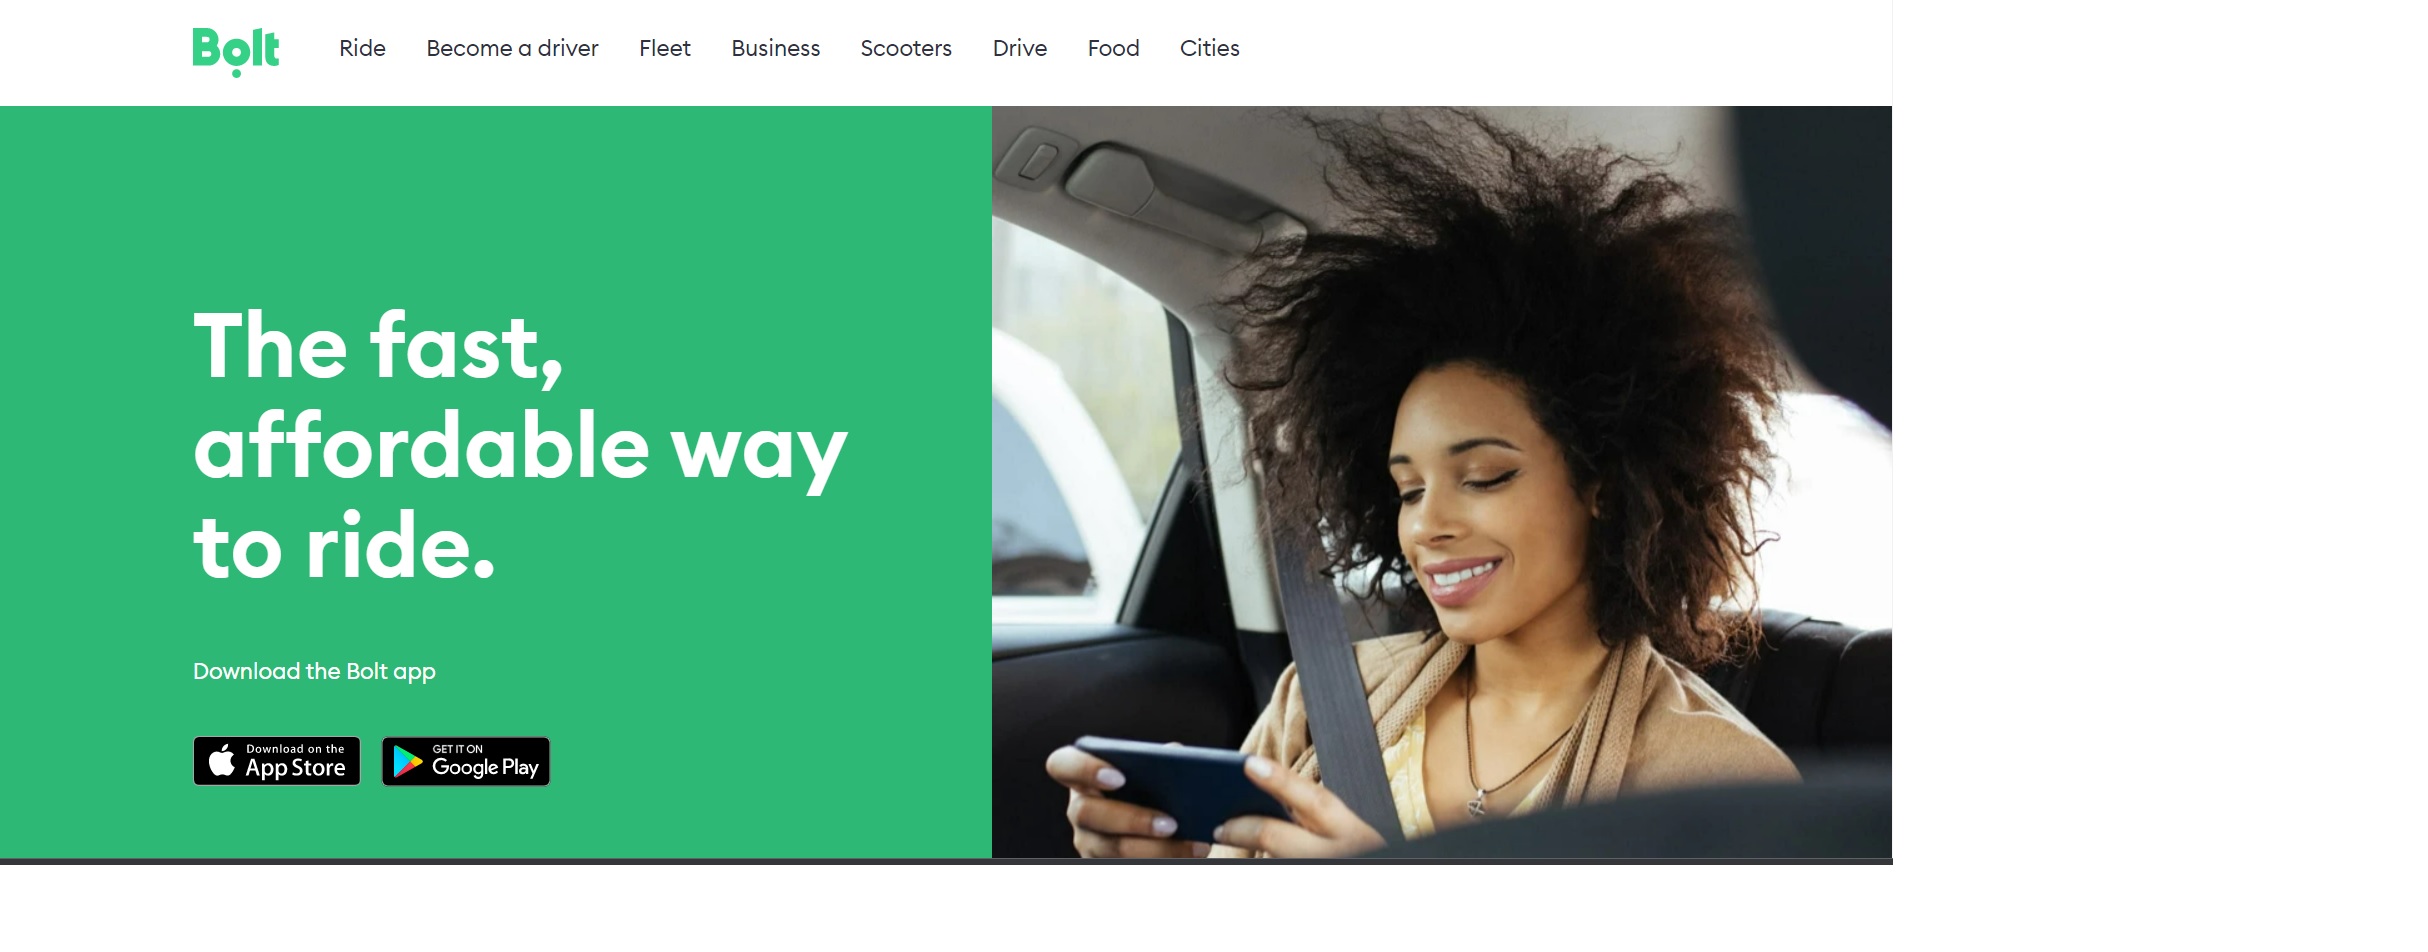 Bolt
Ride Become a driver Fleet Business Scooters Drive Food Cities
The fast,
affordable way
to ride.
Download the Bolt app
Download on the
App Store
GET IT ON
Google Play